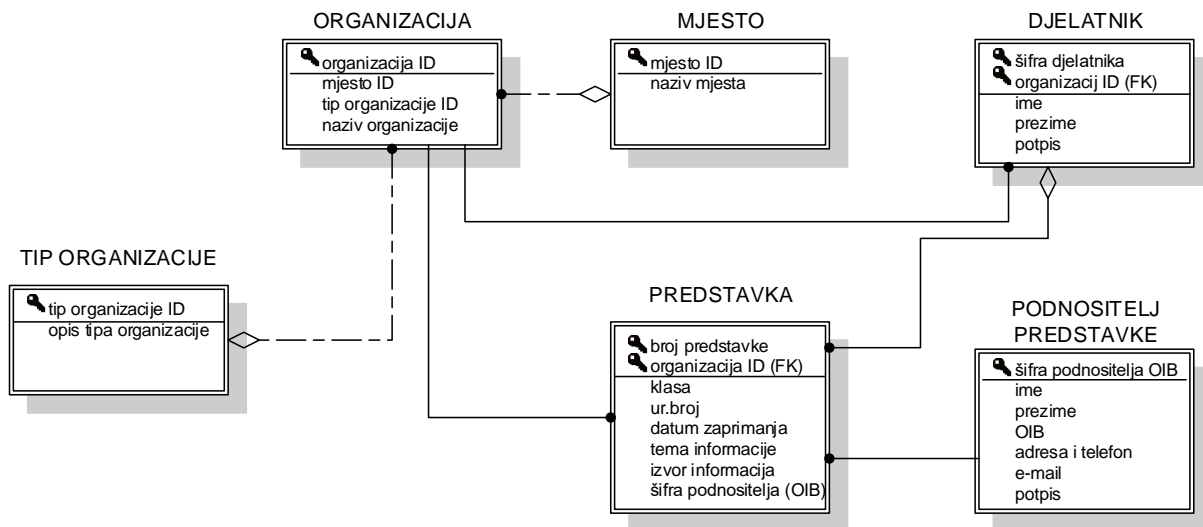 ORGANIZACIJA
organizacija ID
mjesto ID
tip organizacije ID
naziv organizacije
MJESTO
mjesto ID
naziv mjesta
DJELATNIK
šifra djelatnika
organizacij ID (FK)
ime
prezime
potpis
TIP ORGANIZACIJE
tip organizacije ID
opis tipa organizacije
PREDSTAVKA
broj predstavke
organizacija ID (FK)
klasa
ur.broj
datum zaprimanja
tema informacije
izvor informacija
šifra podnositelja (OIB)
PODNOSITELJ
PREDSTAVKE
šifra podnositelja OIB
ime
prezime
OIB
adresa i telefon
e-mail
potpis